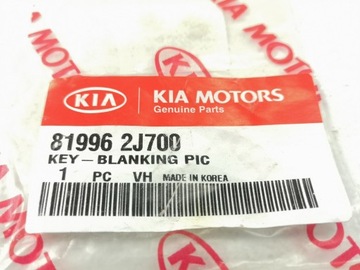 KIA
KIA MOTORS
Genuine Parts
81996 2J700
KEY-BLANKING PIC
1 PC VH MADE IN KOREA